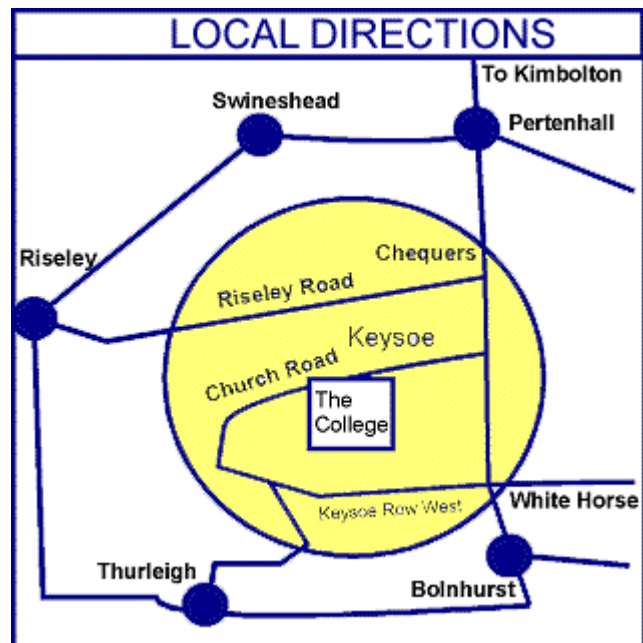 LOCAL DIRECTIONS
To Kimbolton
Swineshead
Pertenhall
Riseley
Chequers
Riseley Road
Keysoe
Church Road
The
College
White Horse
Keysoe Row West
Thurleigh
Bolnhurst